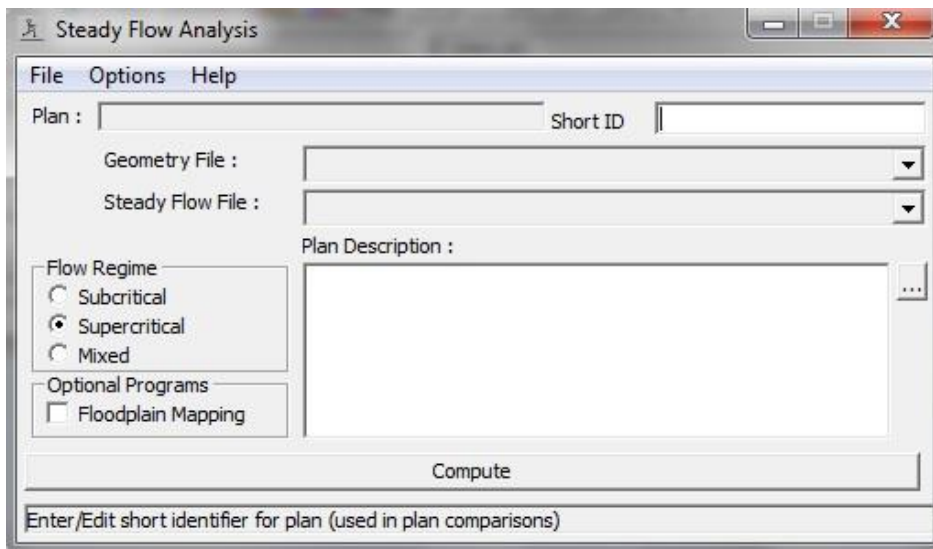 Steady Flow Analysis
File Options Help
Plan : Short ID
Geometry File :
Steady Flow File :
Plan Description :
Flow Regime
Subcritical
Supercritical
Mixed
Optional Programs
Floodplain Mapping
...
Compute
Enter/Edit short identifier for plan (used in plan comparisons)